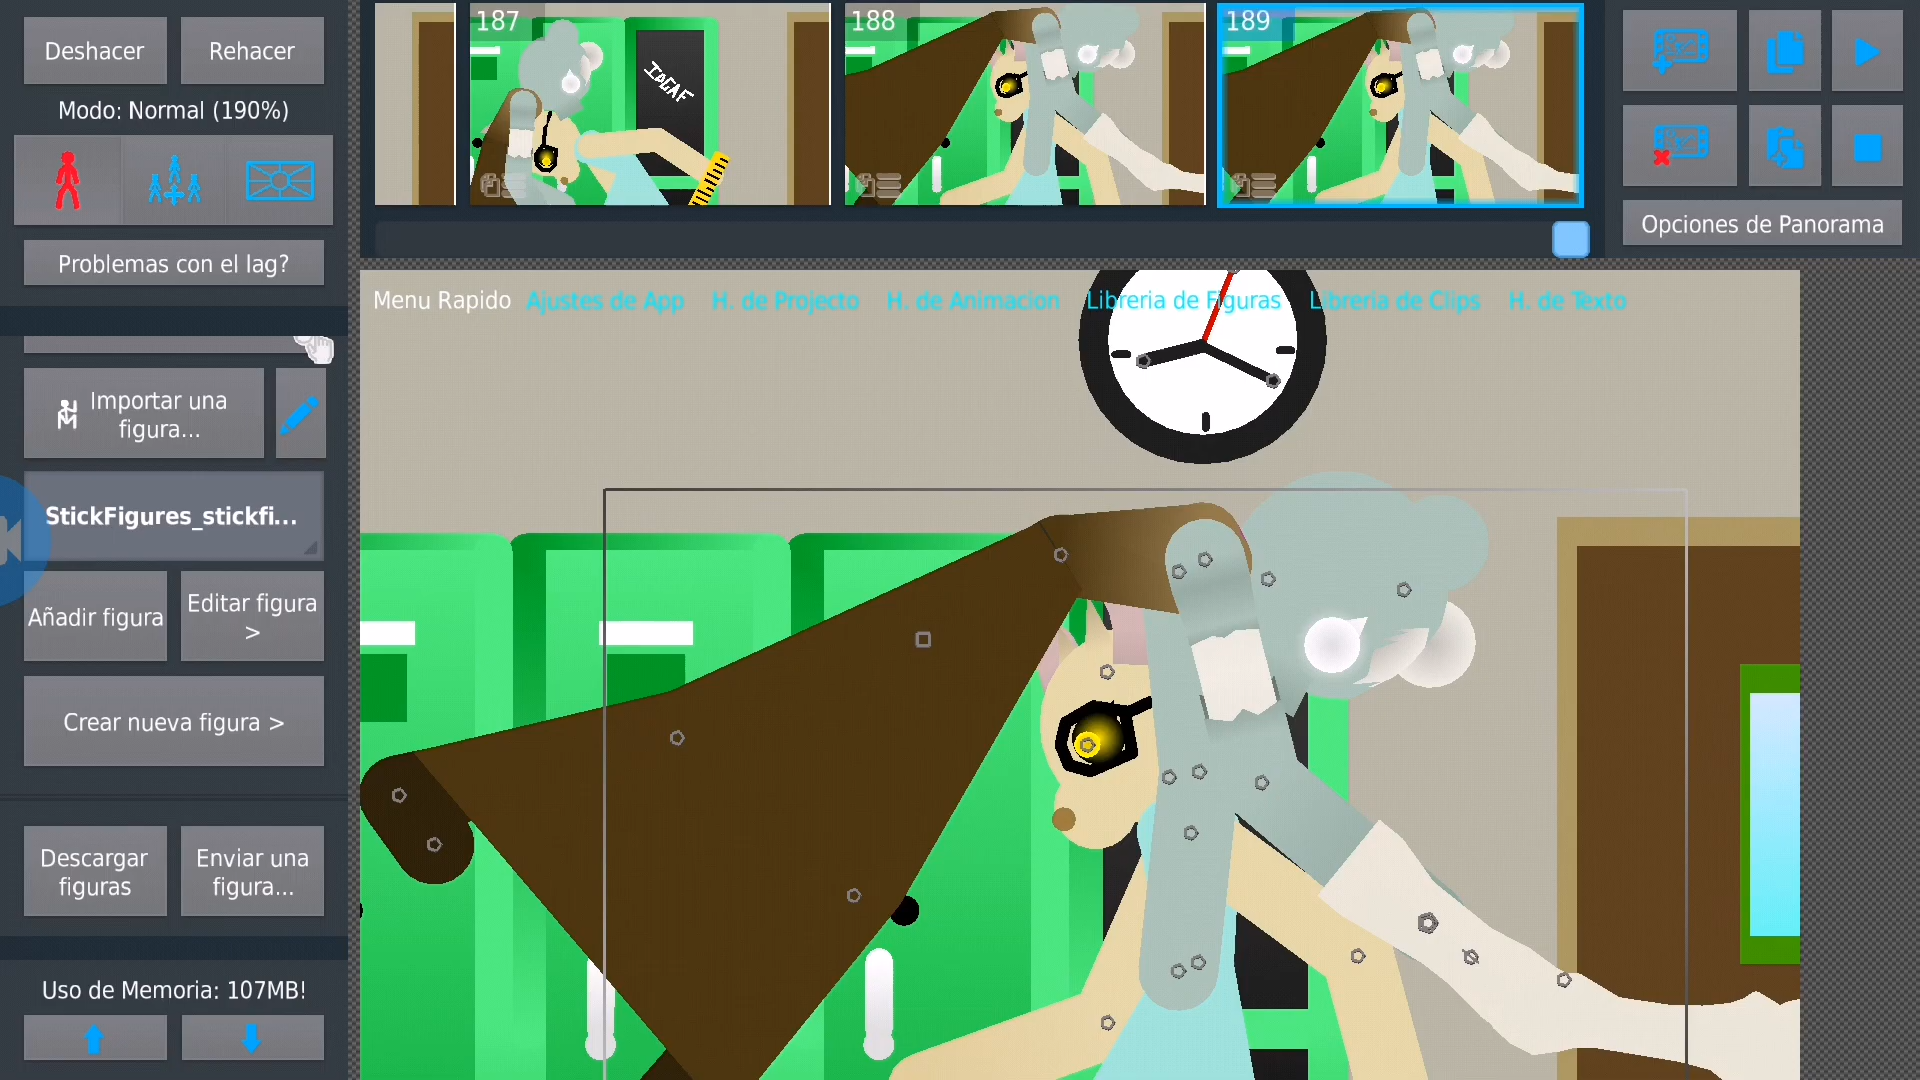 Deshacer
Rehacer
Modo: Normal (190%)
Problemas con el lag?
Importar una
figura...
StickFigures_stickfi...
Añadir figura
Editar figura
>
Crear nueva figura >
Descargar
figuras
Enviar una
figura...
Uso de Memoria: 107MB!
187
188
189
Opciones de Panorama
Menu Rapido
Ajustes de App
H. de Projecto
H. de Animacion
Libreria de Figuras
Libreria de Clips
H. de Texto